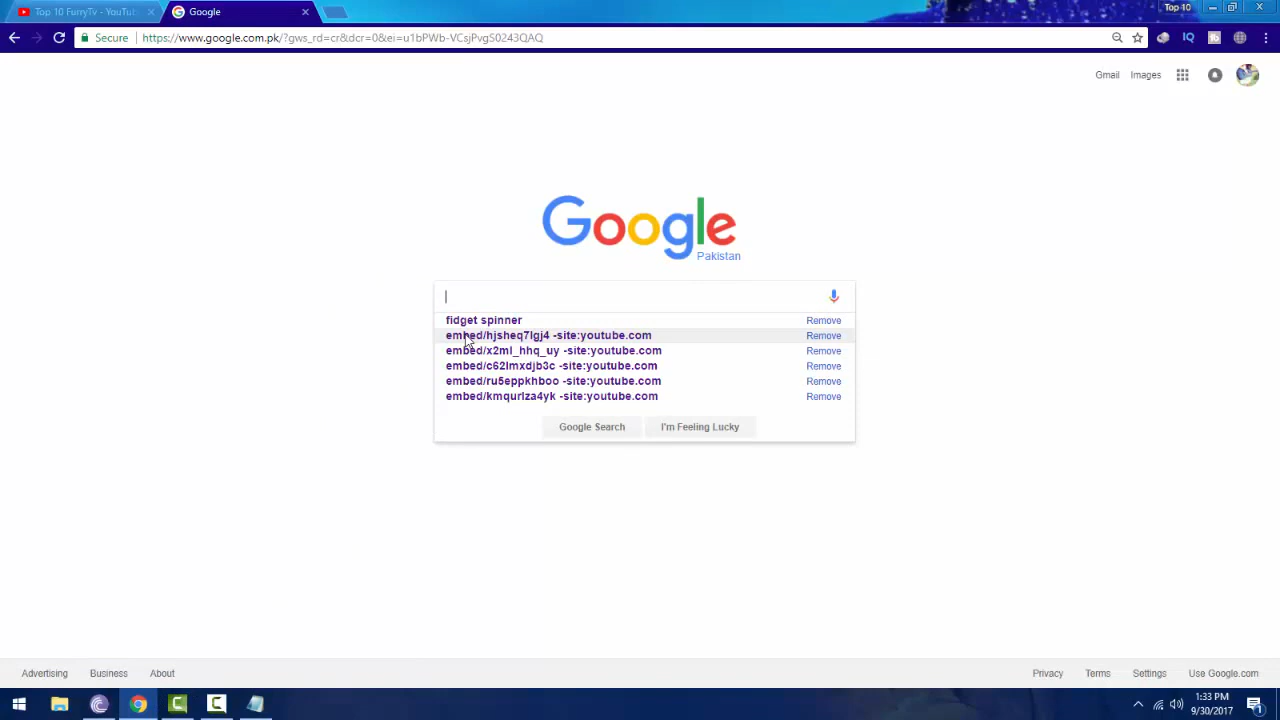 Top 10 FurryTv - YouTub
Google
Top 10
Secure
https://www.google.com.pk/?gws_rd=cr&dcr=0&ei=u1bPWb-VCsjPvgS0243QAQ
Gmail Images
Google
Pakistan
fidget spinner Remove
embed/hjsheq7lgj4 -site:youtube.com Remove
embed/x2ml_hhq_uy -site:youtube.com Remove
embed/c62lmxdjb3c -site:youtube.com Remove
embed/ru5eppkhboo -site:youtube.com Remove
embed/kmqurlza4yk -site:youtube.com Remove
Google Search I'm Feeling Lucky
Advertising Business About Privacy Terms Settings Use Google.com
1:33 PM
9/30/2017